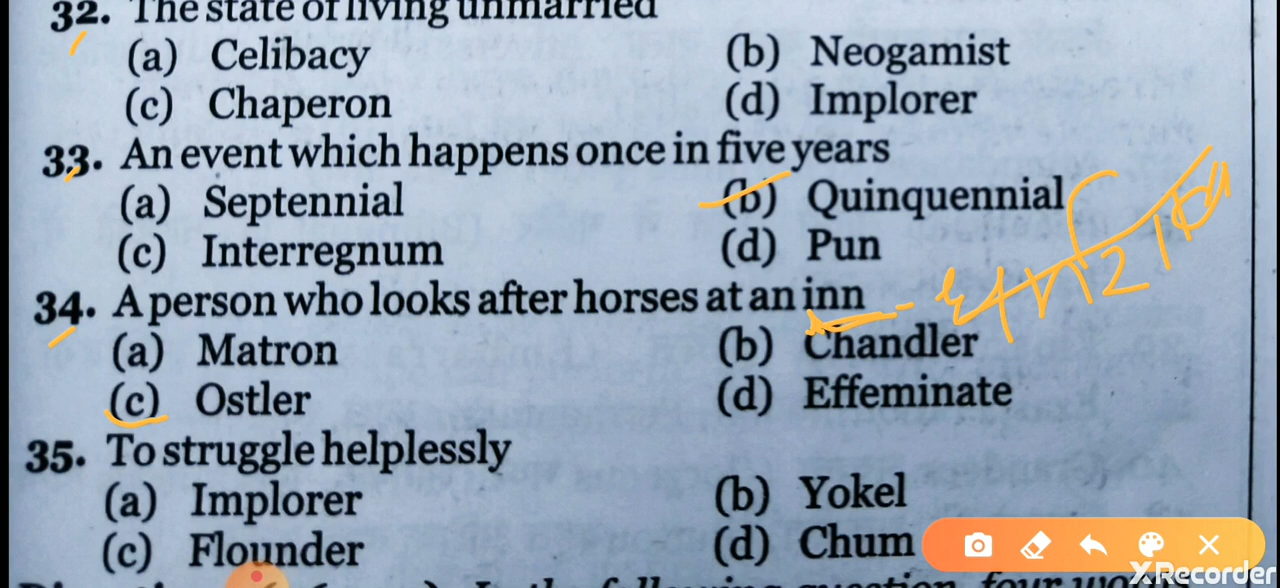 32. The state of living unmarried
(a) Celibacy (b) Neogamist
(c) Chaperon (d) Implorer
33. An event which happens once in five years
(a) Septennial (b) Quinquennial
(c) Interregnum (d) Pun
34. A person who looks after horses at an inn
(a) Matron (b) Chandler
(c) Ostler (d) Effeminate
35. To struggle helplessly
(a) Implorer (b) Yokel
(c) Flounder (d) Chum
XRecorder